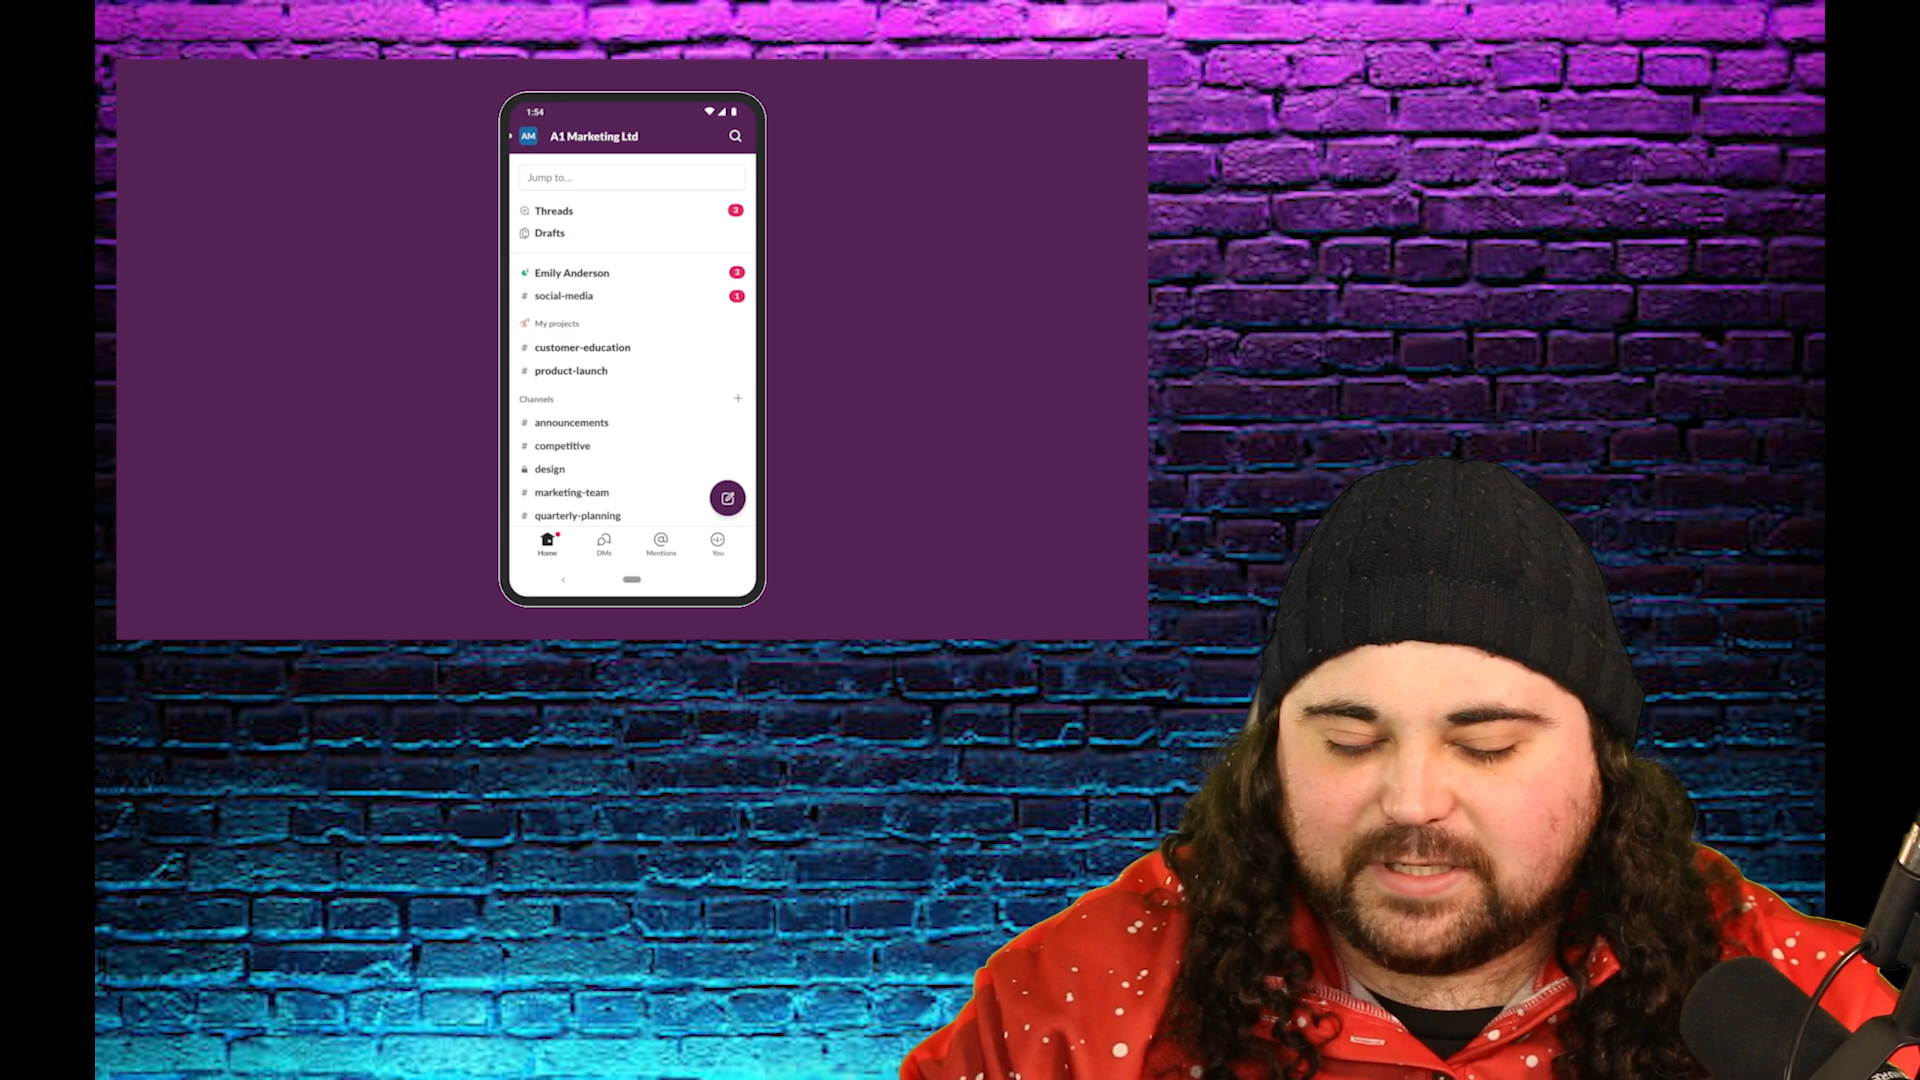 1:54
AM A1 Marketing Ltd
Jump to...
Threads 3
Drafts
Emily Anderson 3
# social-media 1
My projects
# customer-education
# product-launch
Channels +
# announcements
# competitive
design
# marketing-team
# quarterly-planning
Home DMs Mentions You